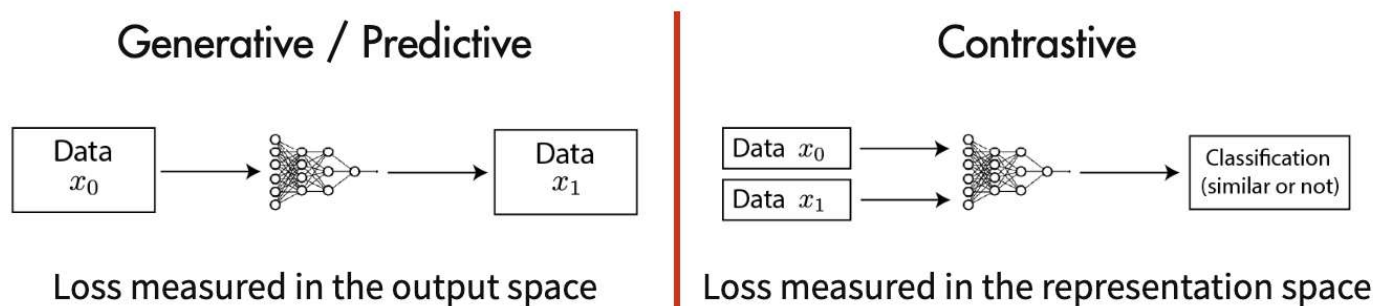 Generative / Predictive
Data
x₀
Data
x₁
Loss measured in the output space
Contrastive
Data x₀
Data x₁
Classification
(similar or not)
Loss measured in the representation space